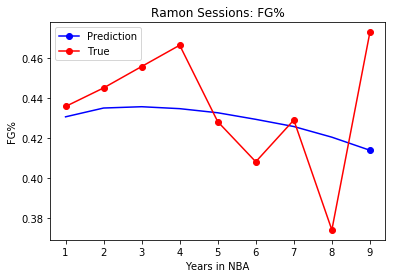 Ramon Sessions: FG%
Prediction
True
FG%
0.46
0.44
0.42
0.40
0.38
1 2 3 4 5 6 7 8 9
Years in NBA